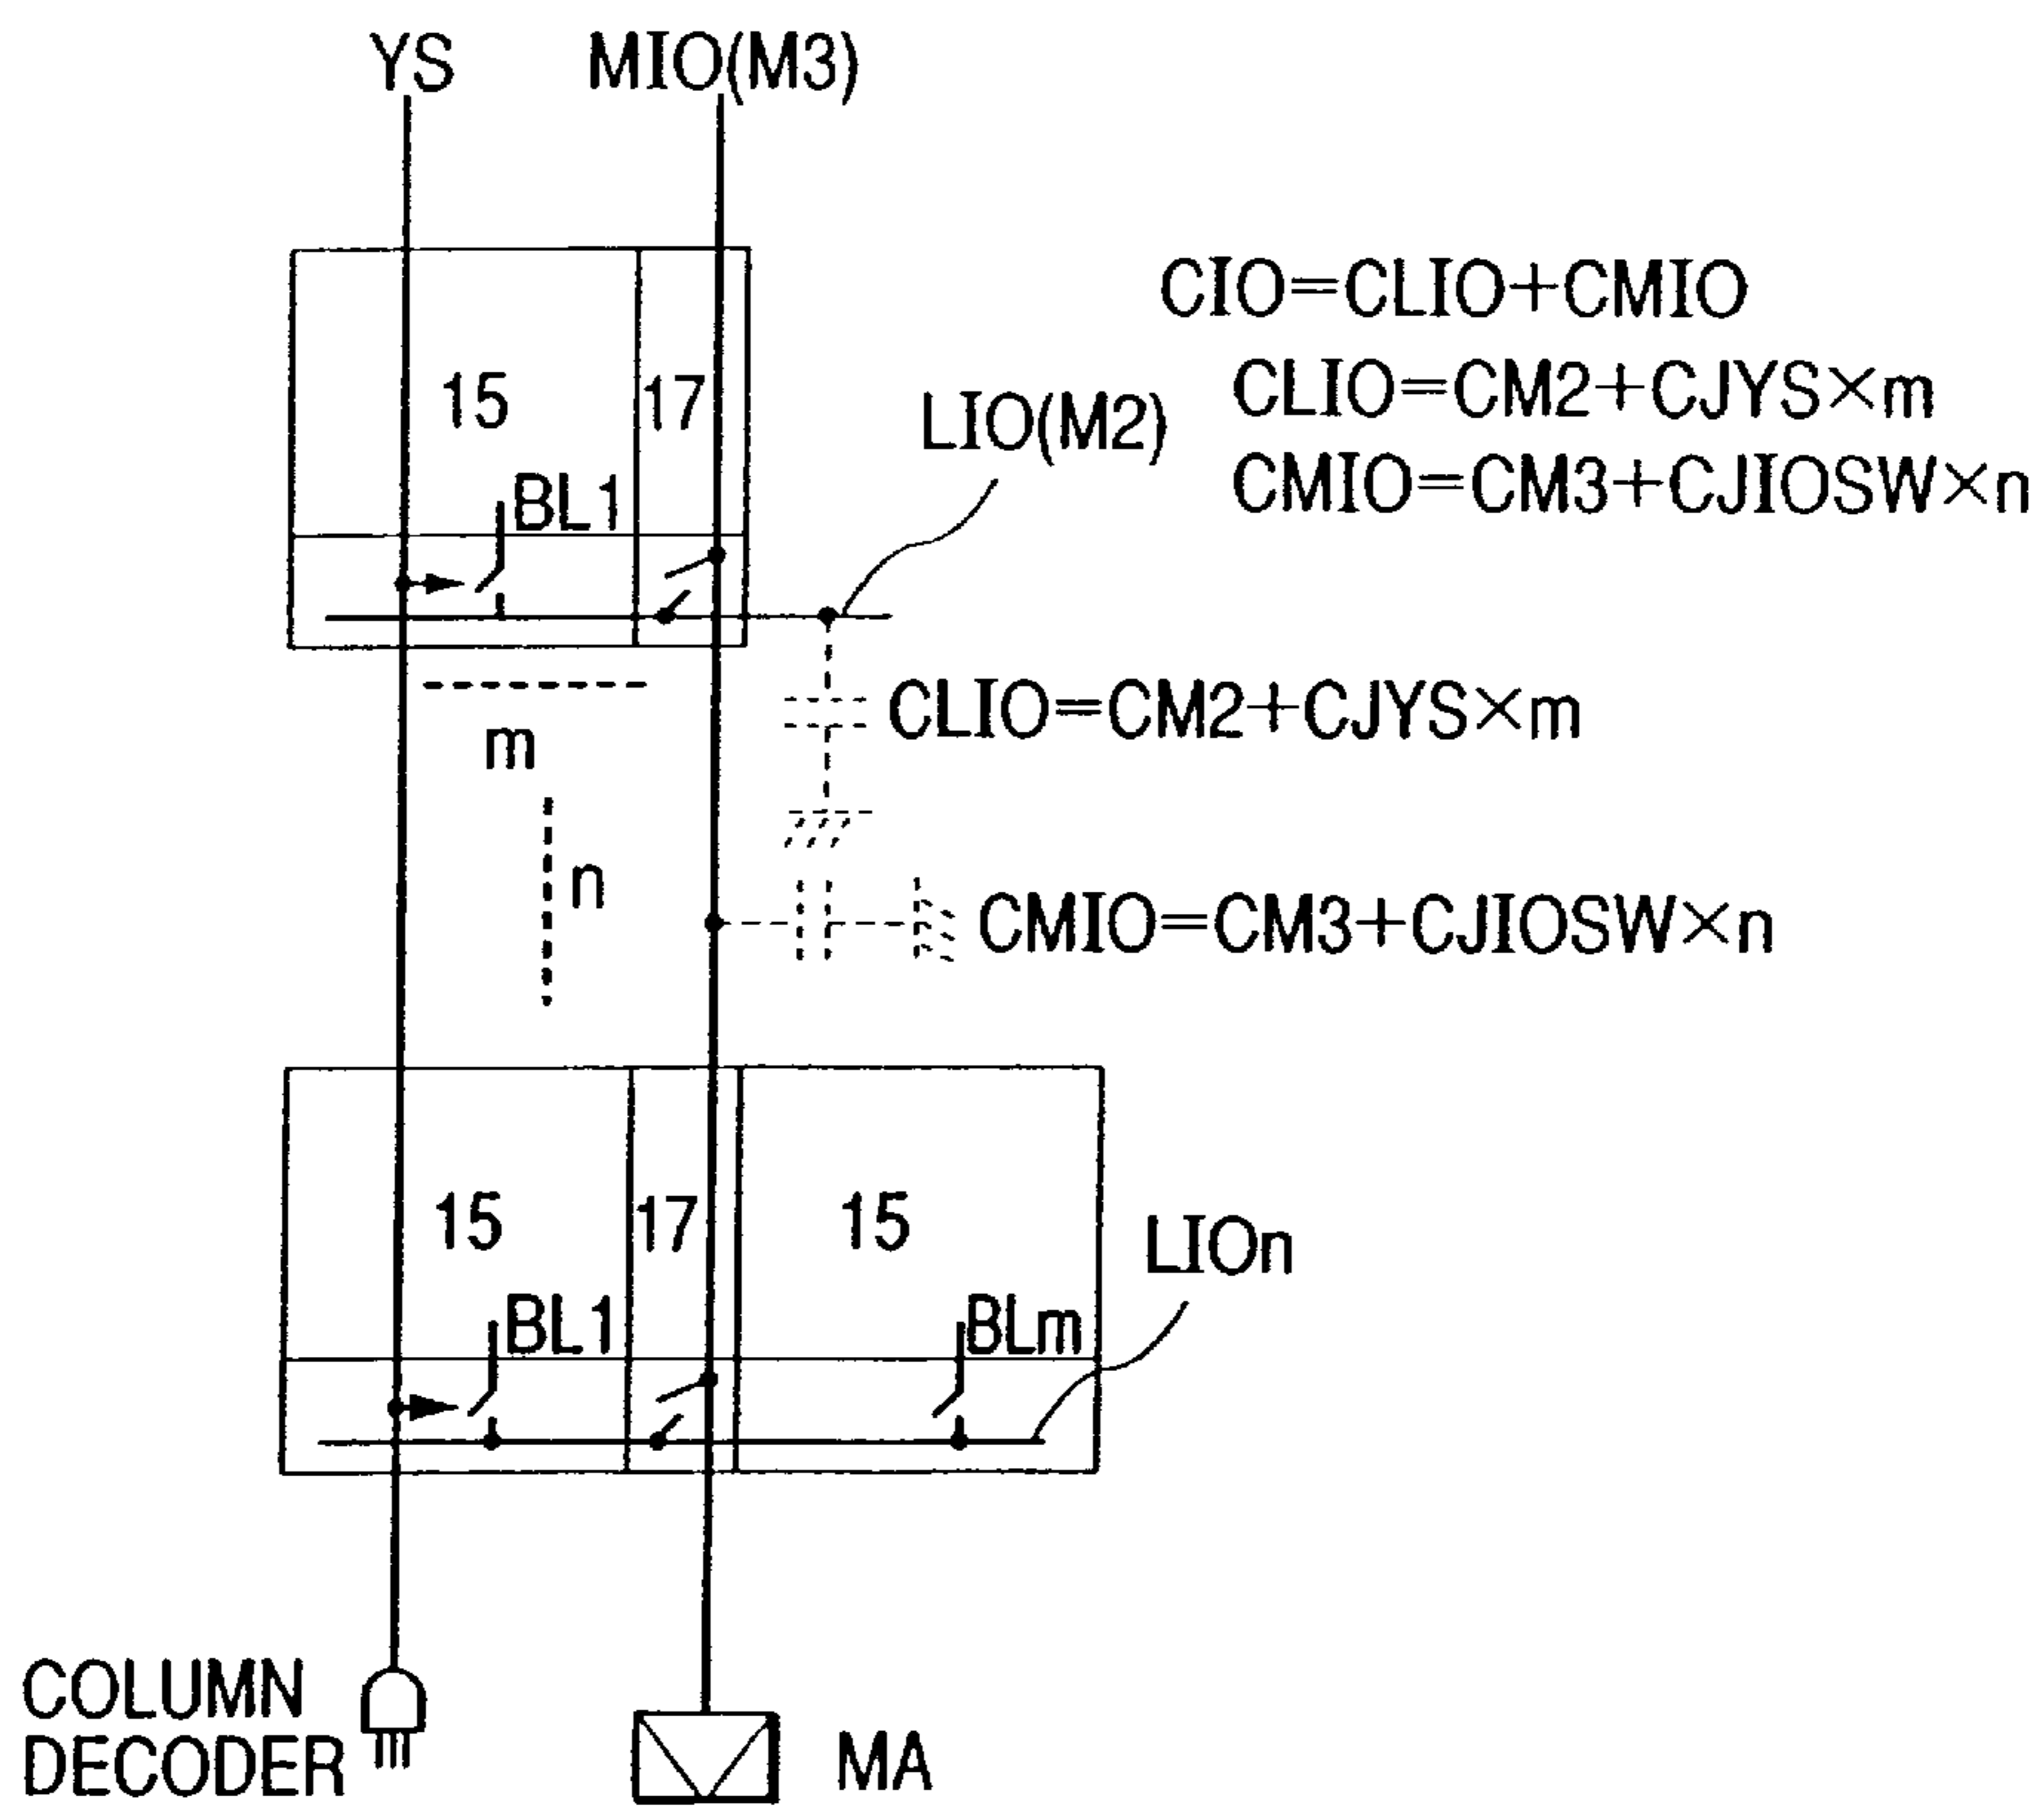 YS
MIO(M3)
CIO=CLIO+CMIO
CLIO=CM2+CJYS×m
CMIO=CM3+CJIOSW×n
15
17
LIO(M2)
BL1
CLIO=CM2+CJYS×m
m
n
CMIO=CM3+CJIOSW×n
15
17
15
LIOn
BL1
BLm
COLUMN
DECODER
MA